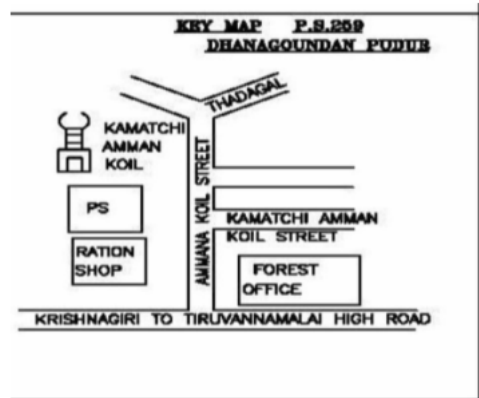 KEY MAP P.S.259
DHANAGOUNDAN PUDUR
THADAGAL
KAMATCHI
AMMAN
KOIL
AMMANA KOIL STREET
PS
KAMATCHI AMMAN
KOIL STREET
RATION
SHOP
FOREST
OFFICE
KRISHNAGIRI TO TIRUVANNAMALAI HIGH ROAD